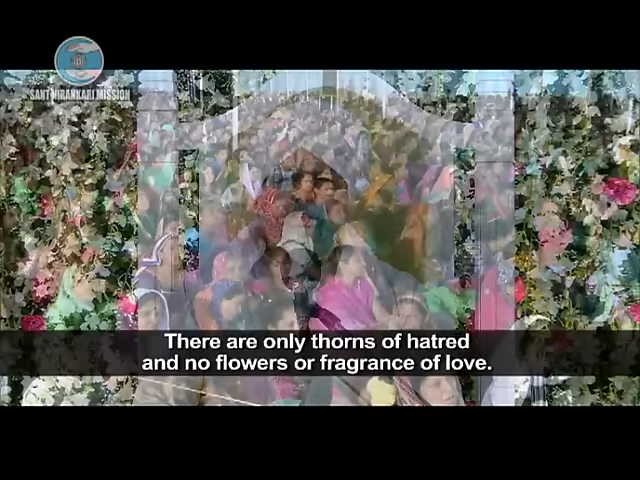 SANT NIRANKARI MISSION
There are only thorns of hatred
and no flowers or fragrance of love.